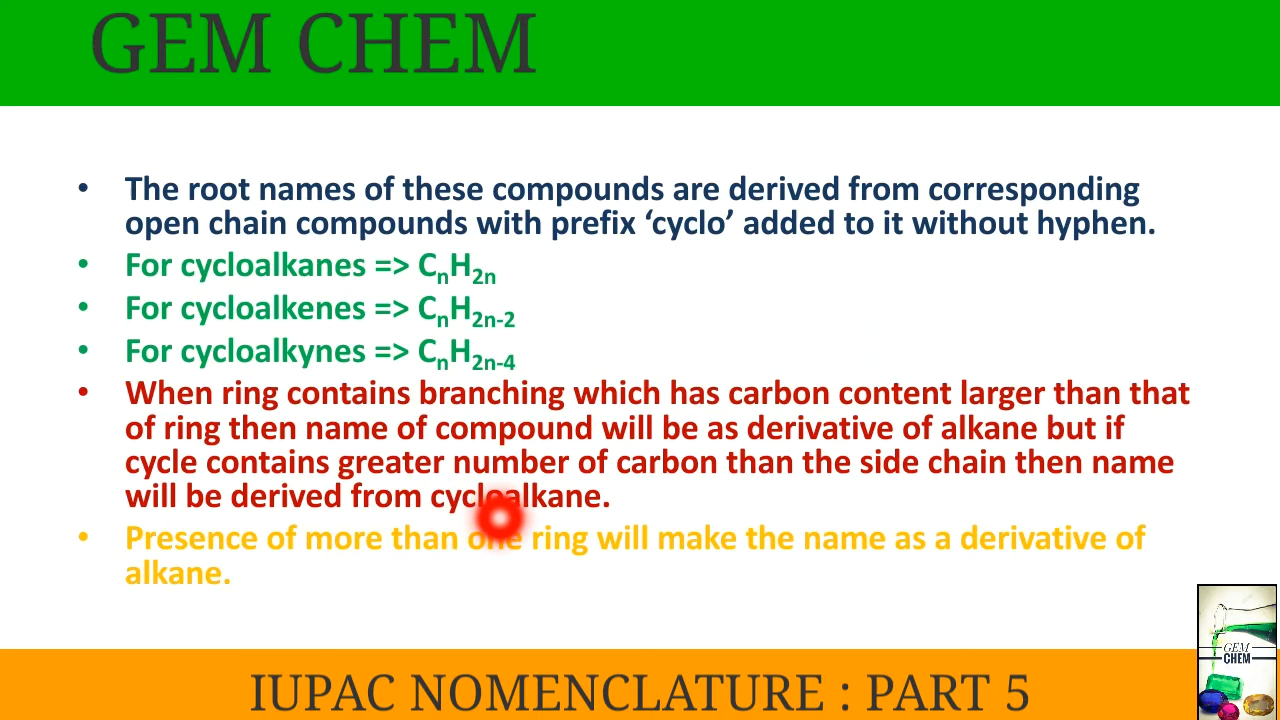 GEM CHEM
• The root names of these compounds are derived from corresponding
open chain compounds with prefix ‘cyclo’ added to it without hyphen.
• For cycloalkanes => CₙH₂ₙ
• For cycloalkenes => CₙH₂ₙ₋₂
• For cycloalkynes => CₙH₂ₙ₋₄
• When ring contains branching which has carbon content larger than that
of ring then name of compound will be as derivative of alkane but if
cycle contains greater number of carbon than the side chain then name
will be derived from cycloalkane.
• Presence of more than one ring will make the name as a derivative of
alkane.
GEM
CHEM
IUPAC NOMENCLATURE : PART 5